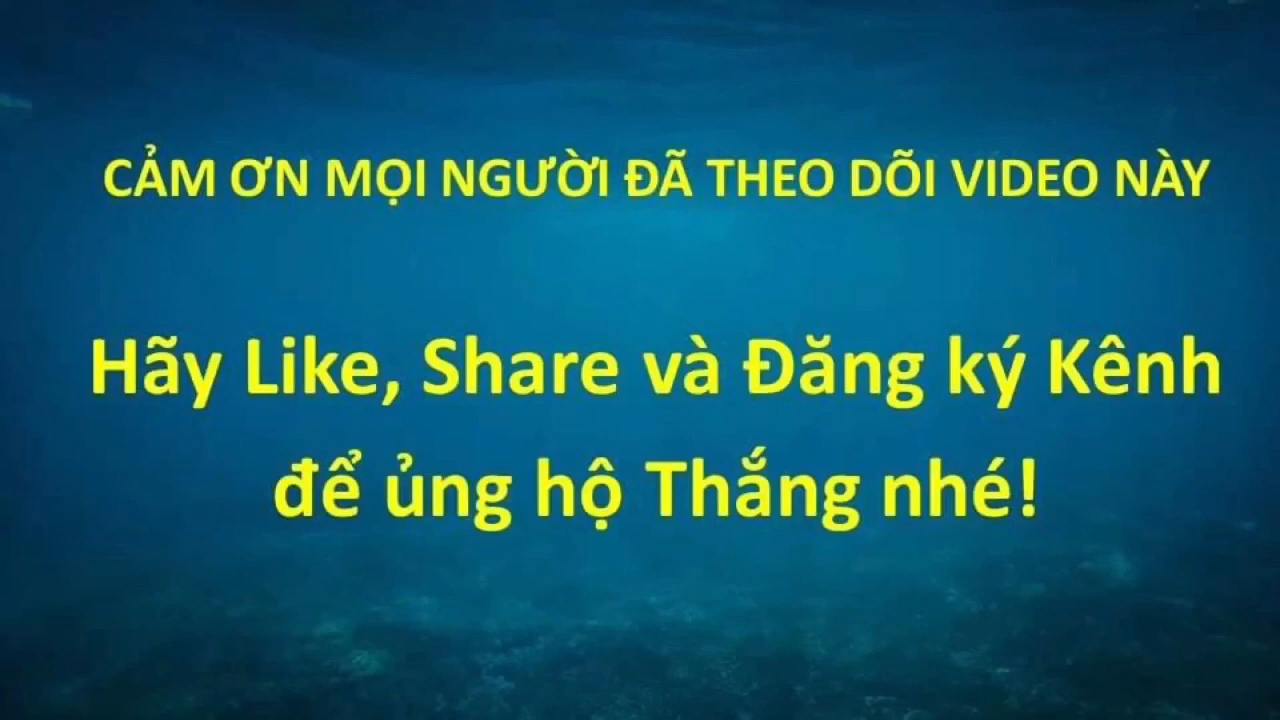 CẢM ƠN MỌI NGƯỜI ĐÃ THEO DÕI VIDEO NÀY
Hãy Like, Share và Đăng ký Kênh
để ủng hộ Thắng nhé!